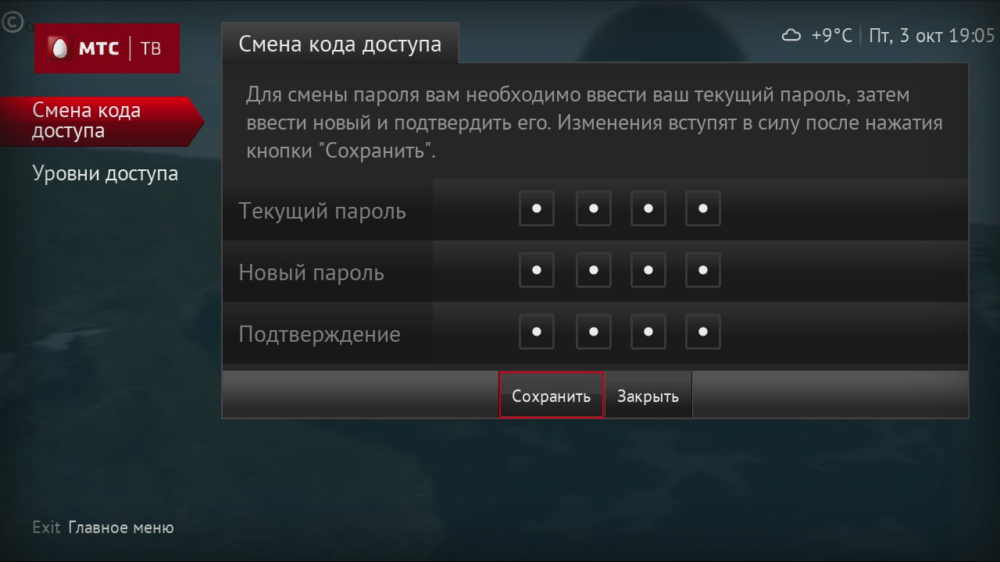 ©
МТС | ТВ
Смена кода доступа
+9°C | Пт, 3 окт 19:05
Смена кода
доступа
Уровни доступа
Для смены пароля вам необходимо ввести ваш текущий пароль, затем
ввести новый и подтвердить его. Изменения вступят в силу после нажатия
кнопки "Сохранить".
Текущий пароль
Новый пароль
Подтверждение
Сохранить
Закрыть
Exit Главное меню